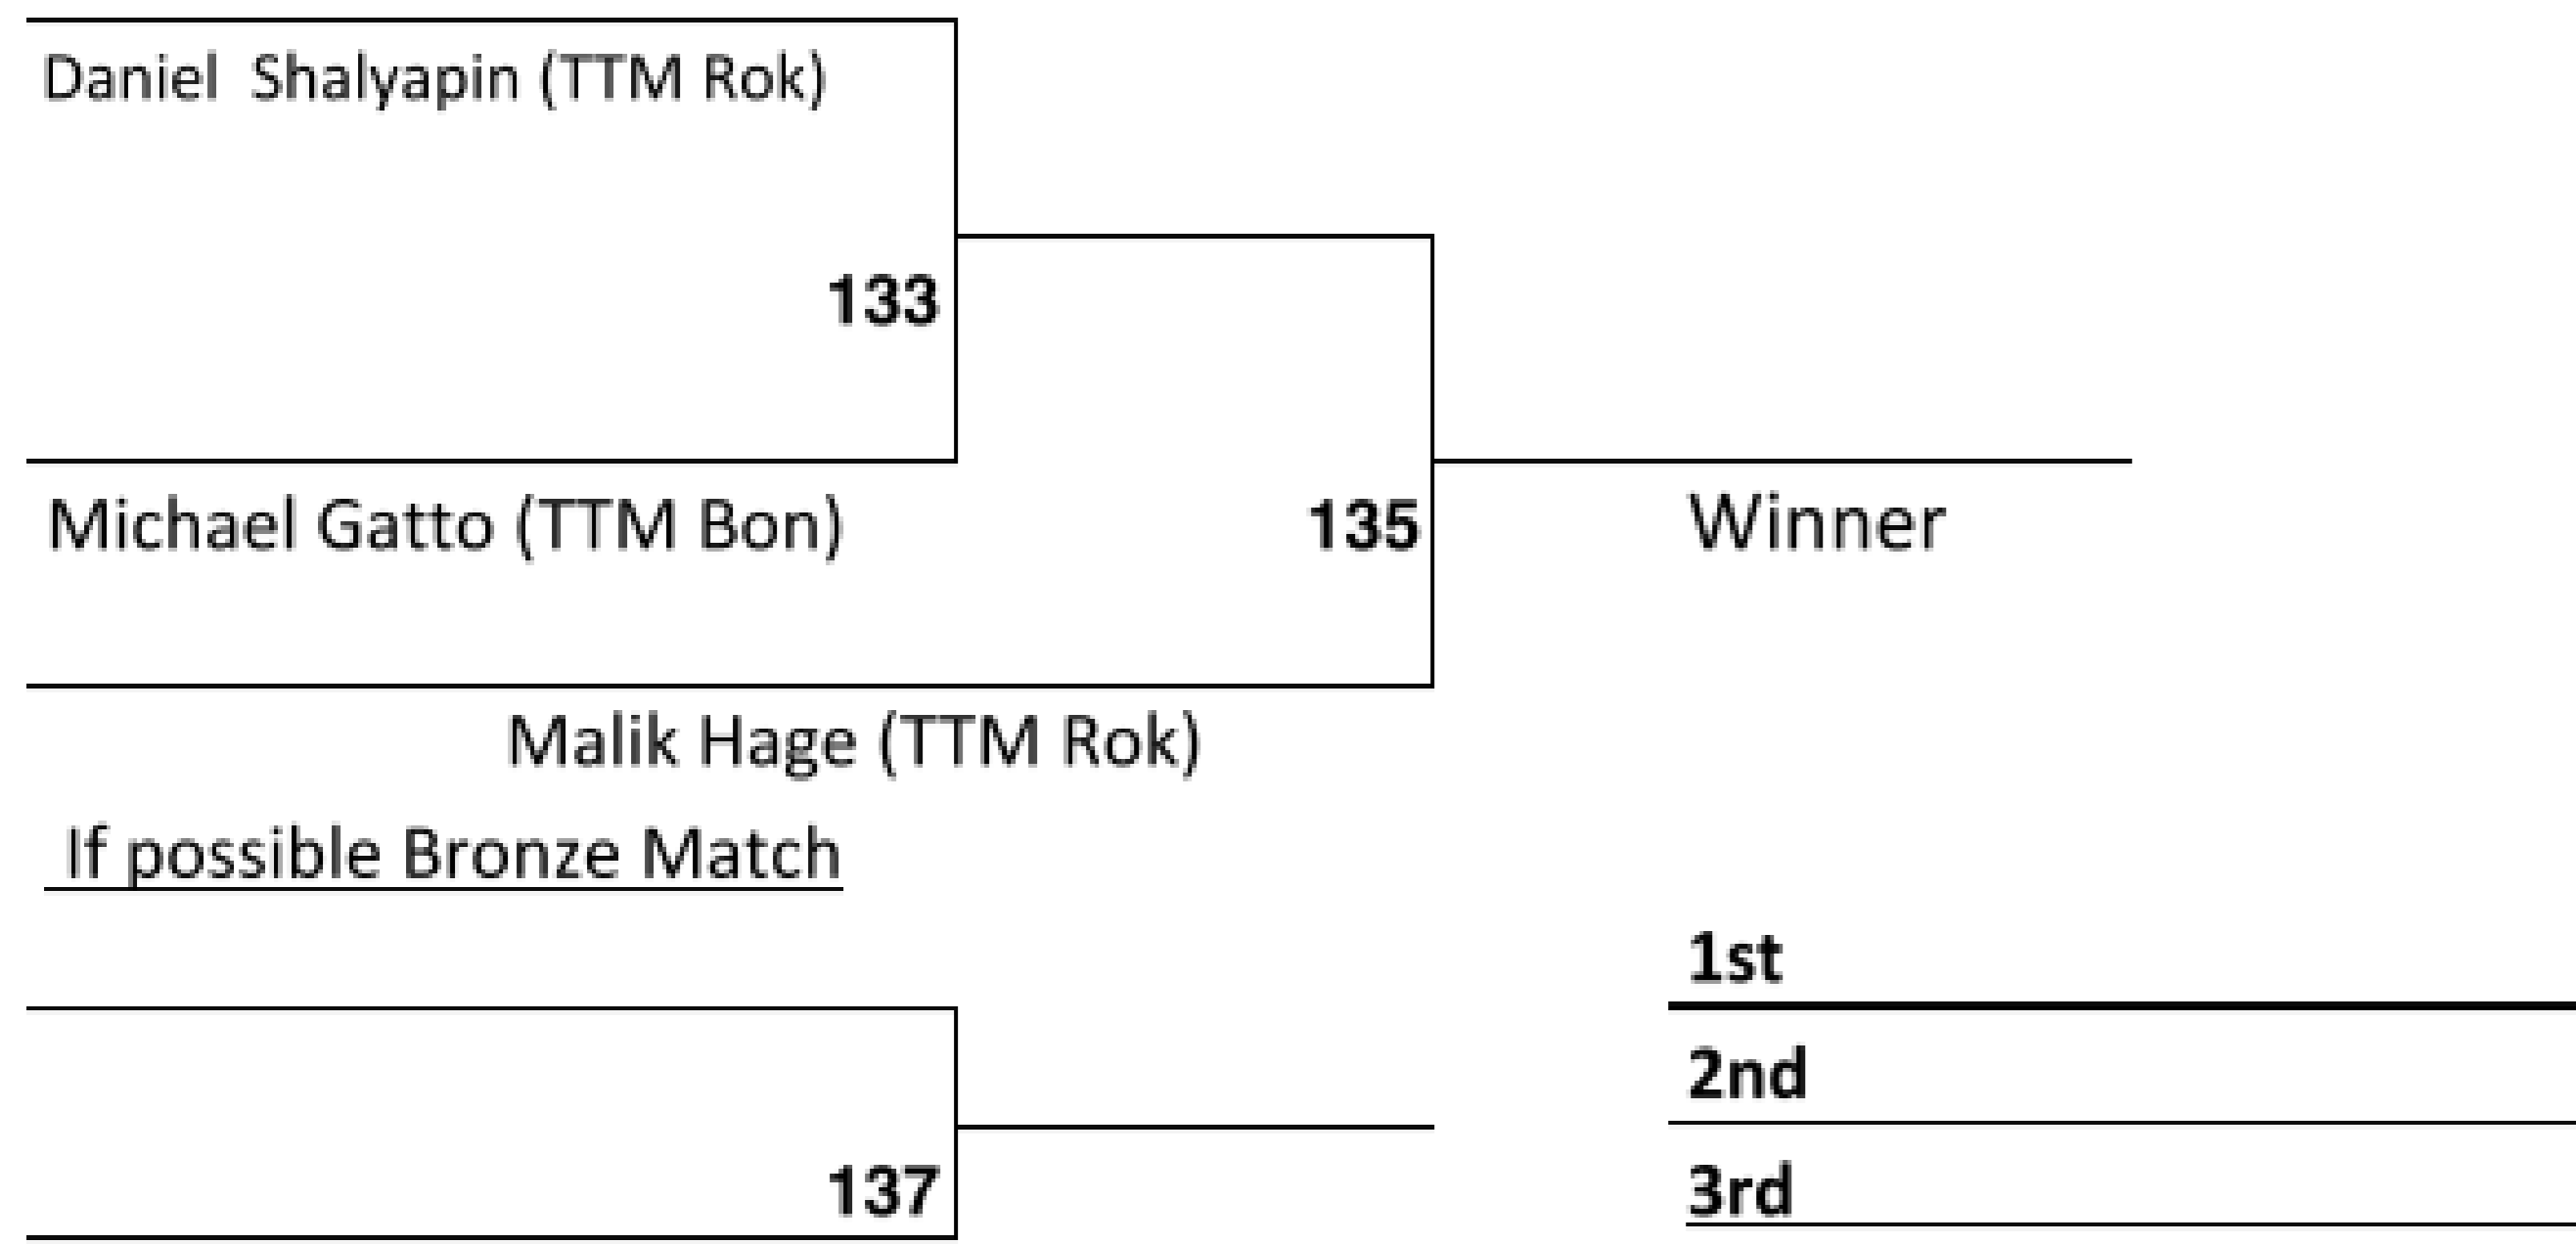 Daniel  Shalyapin (TTM Rok)
133
Michael Gatto (TTM Bon)
135
Winner
Malik Hage (TTM Rok)
If possible Bronze Match
1st
2nd
137
3rd